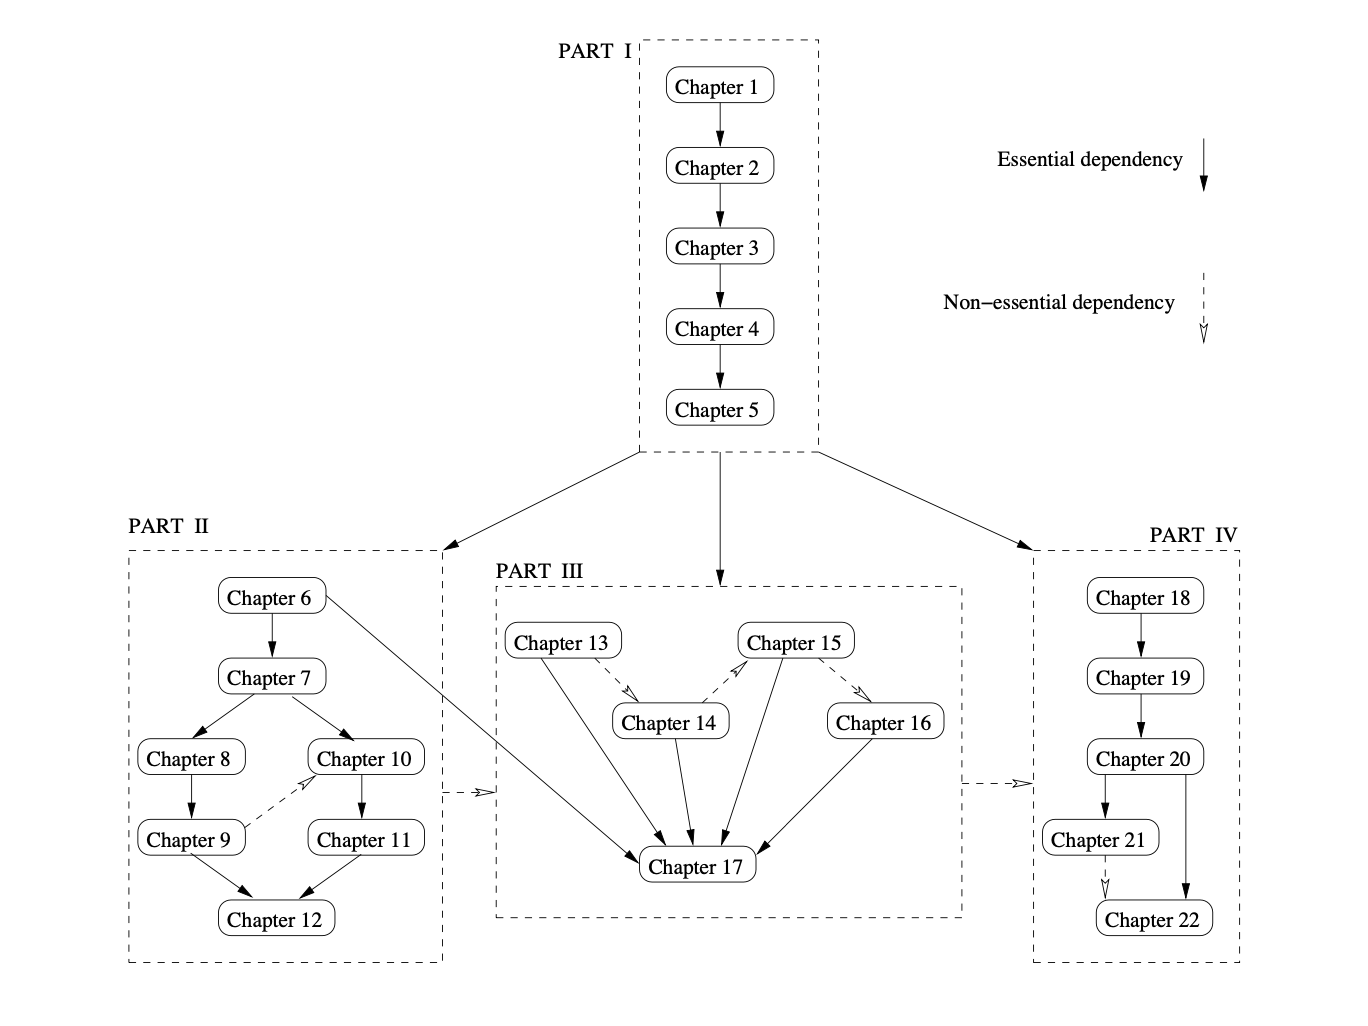 PART I
Chapter 1
Chapter 2
Chapter 3
Chapter 4
Chapter 5
Essential dependency
Non−essential dependency
PART II
Chapter 6
Chapter 7
Chapter 8
Chapter 10
Chapter 9
Chapter 11
Chapter 12
PART III
Chapter 13
Chapter 15
Chapter 14
Chapter 16
Chapter 17
PART IV
Chapter 18
Chapter 19
Chapter 20
Chapter 21
Chapter 22